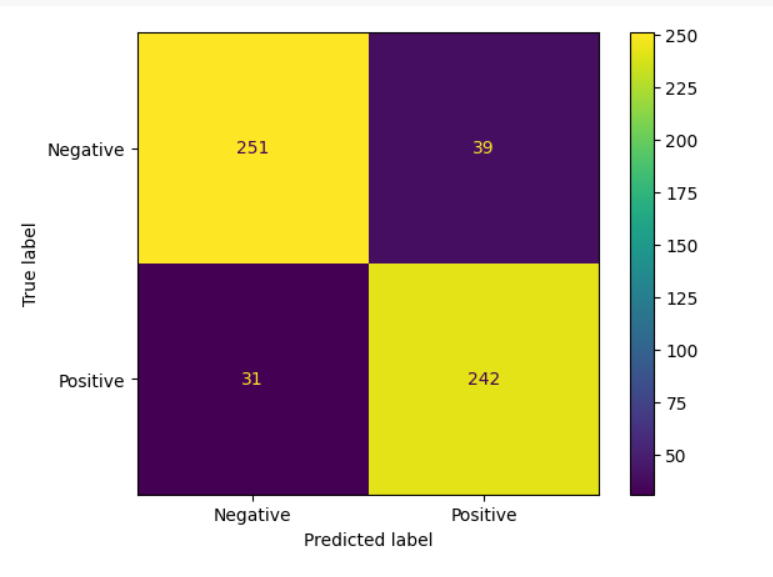 Negative 251 39
Positive 31 242
Negative Positive
Predicted label
True label
250
225
200
175
150
125
100
75
50